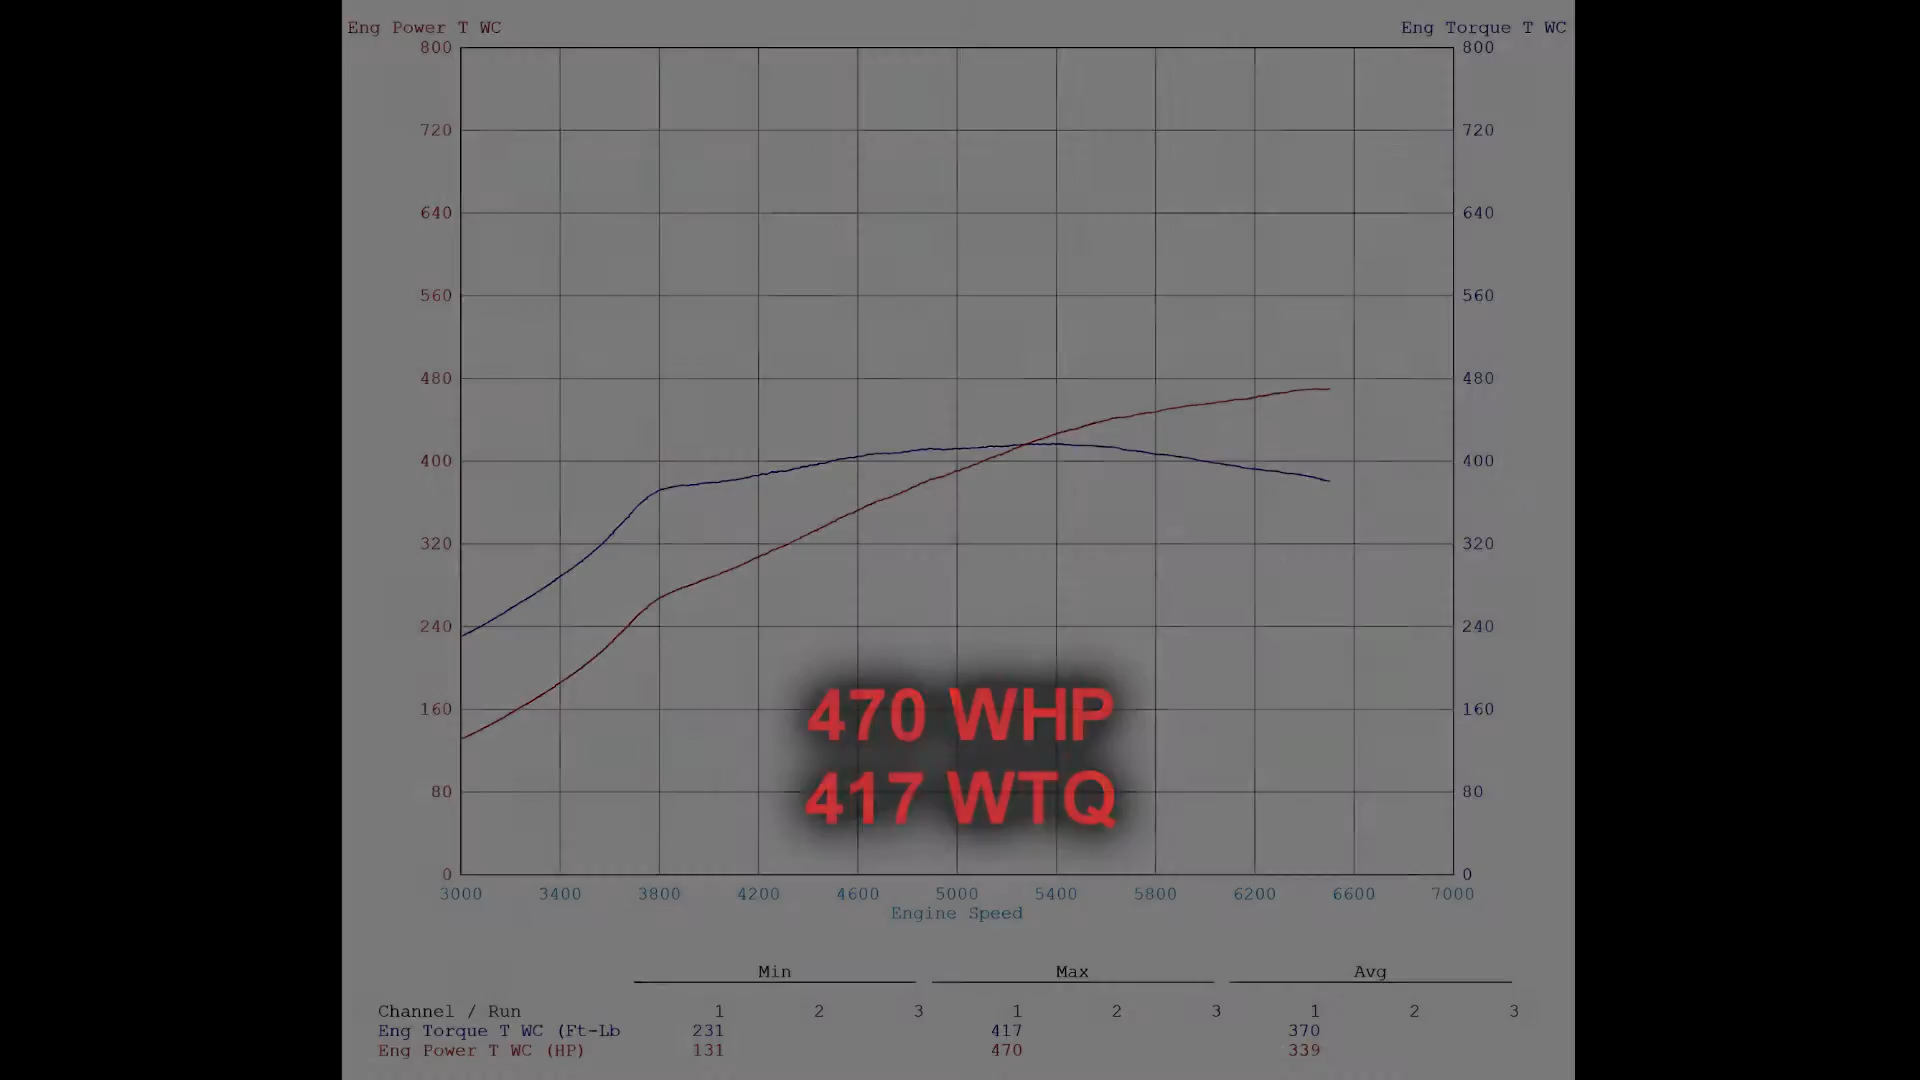 Eng Power T WC Eng Torque T WC
800 800
720 720
640 640
560 560
480 480
400 400
320 320
240 240
160 160
470 WHP
80 80
417 WTQ
0 0
3000 3400 3800 4200 4600 5000 5400 5800 6200 6600 7000
Engine Speed
Min Max Avg
Channel / Run 1 2 3 1 2 3 1 2 3
Eng Torque T WC (Ft-Lb 231 417 370
Eng Power T WC (HP) 131 470 339